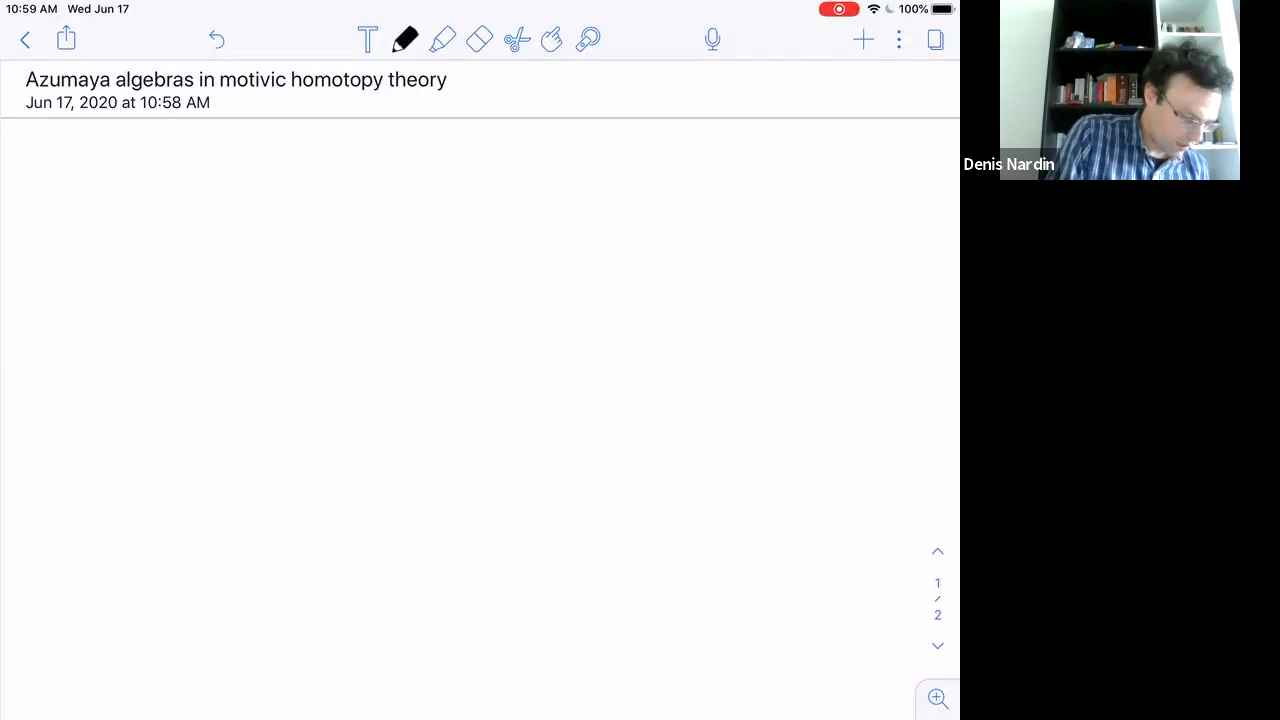 10:59 AM Wed Jun 17
100%
T
Azumaya algebras in motivic homotopy theory
Jun 17, 2020 at 10:58 AM
Denis Nardin
1
/
2